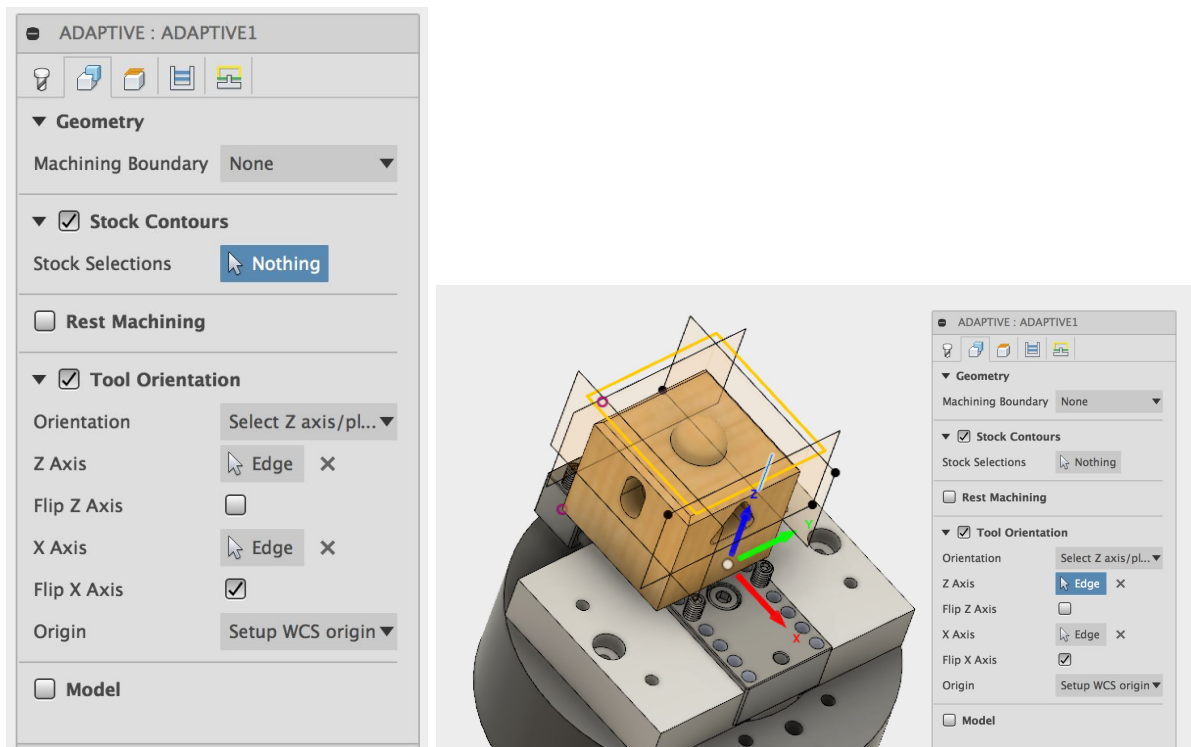 ADAPTIVE : ADAPTIVE1
Geometry
Machining Boundary None
Stock Contours
Stock Selections Nothing
Rest Machining
Tool Orientation
Orientation Select Z axis/pl...
Z Axis Edge
Flip Z Axis
X Axis Edge
Flip X Axis
Origin Setup WCS origin
Model
Z
Y
X
ADAPTIVE : ADAPTIVE1
Geometry
Machining Boundary None
Stock Contours
Stock Selections Nothing
Rest Machining
Tool Orientation
Orientation Select Z axis/pl...
Z Axis Edge
Flip Z Axis
X Axis Edge
Flip X Axis
Origin Setup WCS origin
Model